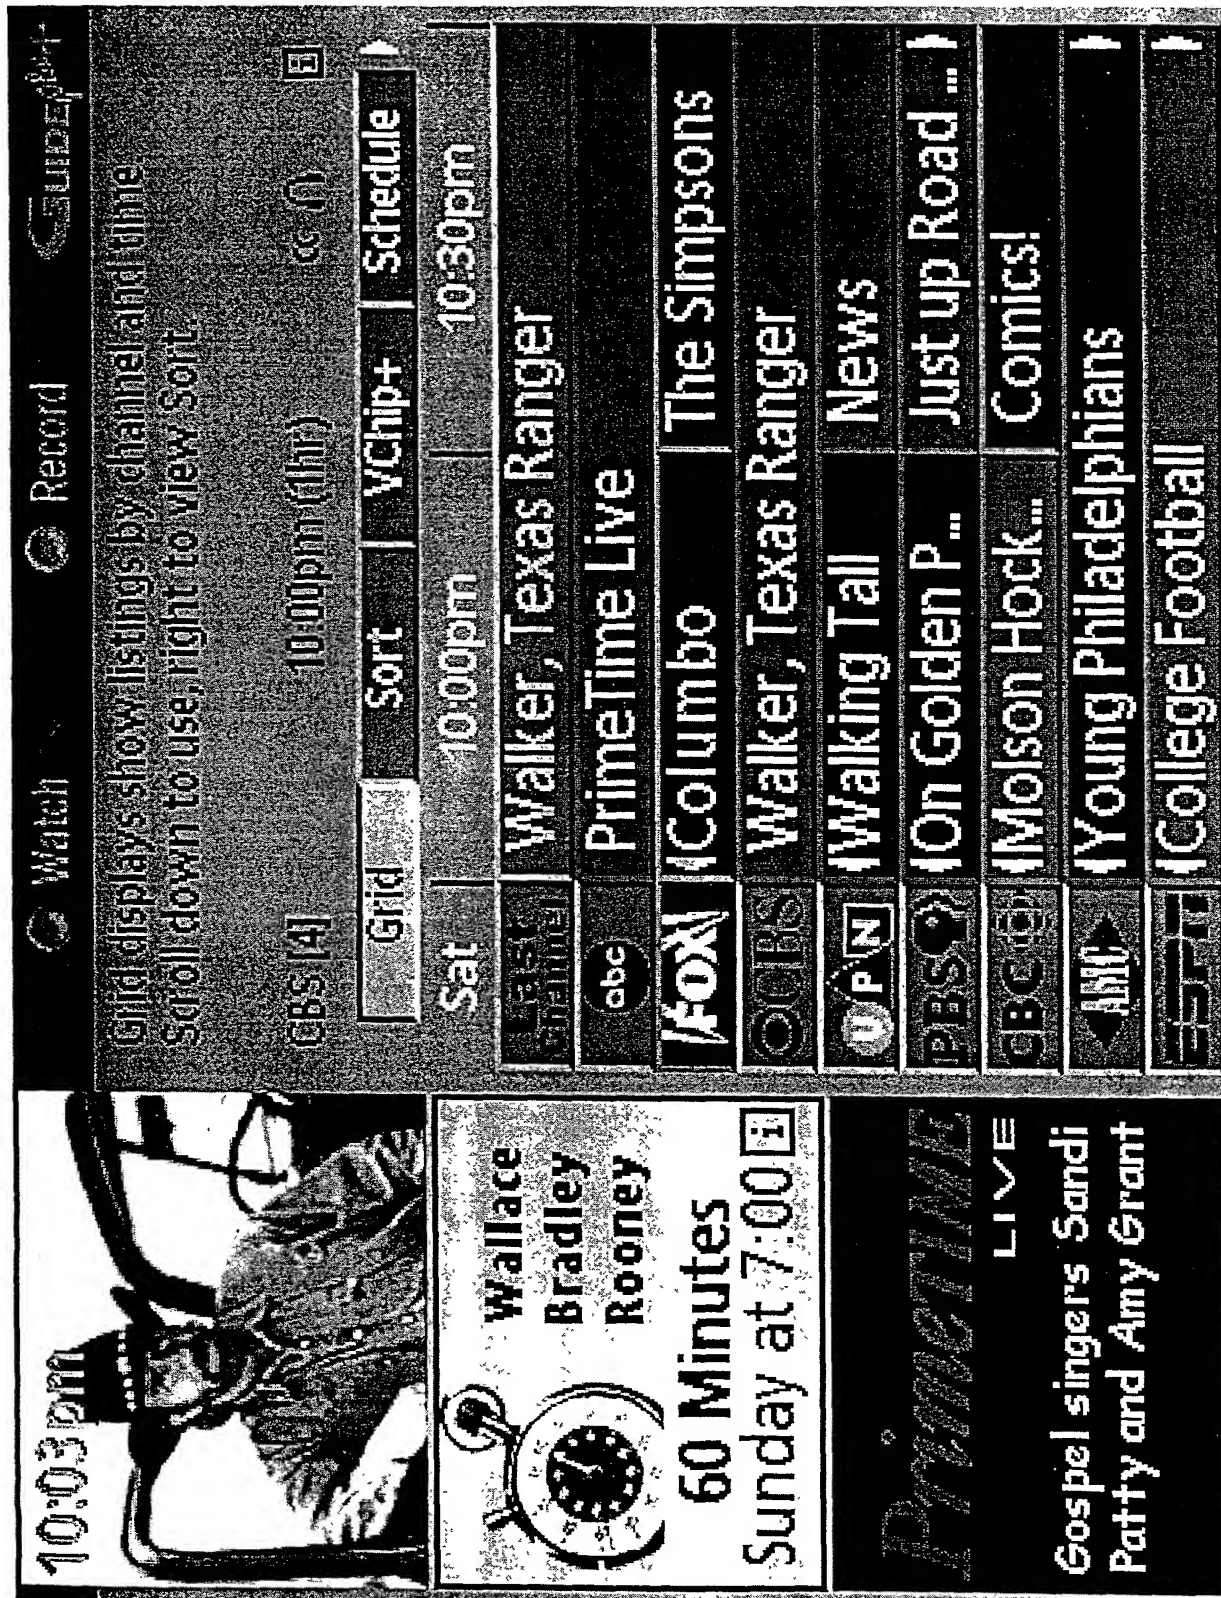 10:03pm
Watch
Record
GUIDE Plus+
Grid displays show listings by channel and time
Scroll down to use,right to view Sort.
CBS [4] 10:00pm (1hr) cc i
Grid Sort VChip+ Schedule
Sat 10:00pm 10:30pm
Last Channel Walker, Texas Ranger
abc PrimeTime Live
FOX Columbo The Simpsons
CBS Walker, Texas Ranger
UPN Walking Tall News
PBS On Golden P... Just up Road ...
CBC Molson Hock... Comics!
AMC Young Philadelphians
ESPN College Football
Wallace
Bradley
Rooney
60 Minutes
Sunday at 7:00 i
PrimeTIME
LIVE
Gospel singers Sandi
Patty and Amy Grant